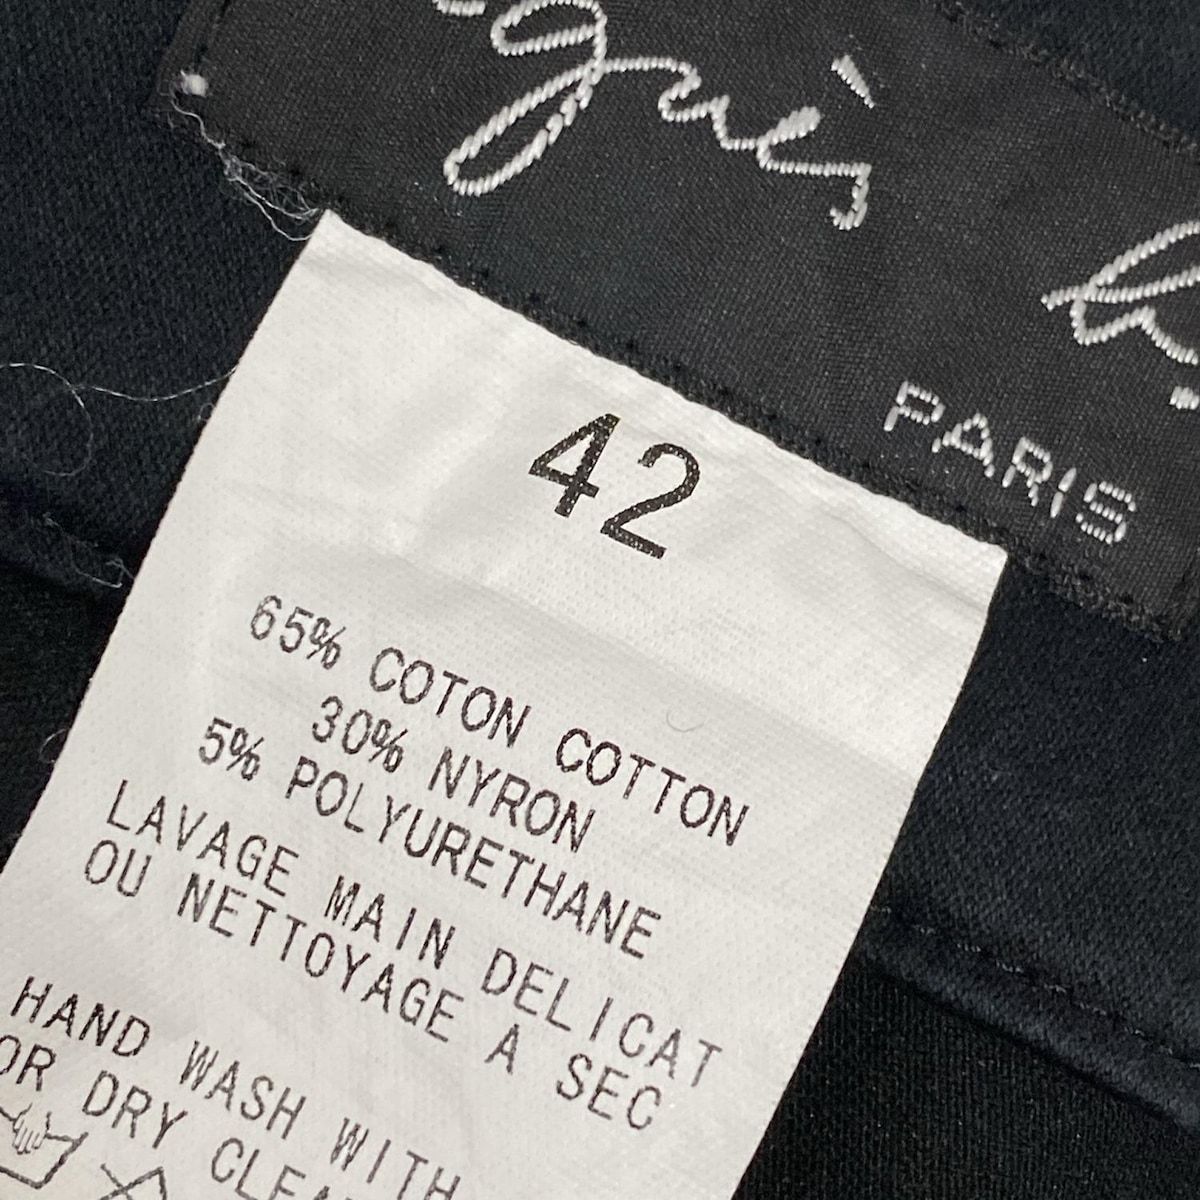 agnès b.
PARIS
42
65% COTON COTTON
30% NYRON
5% POLYURETHANE
LAVAGE MAIN DELICAT
OU NETTOYAGE A SEC
HAND WASH WITH
OR DRY